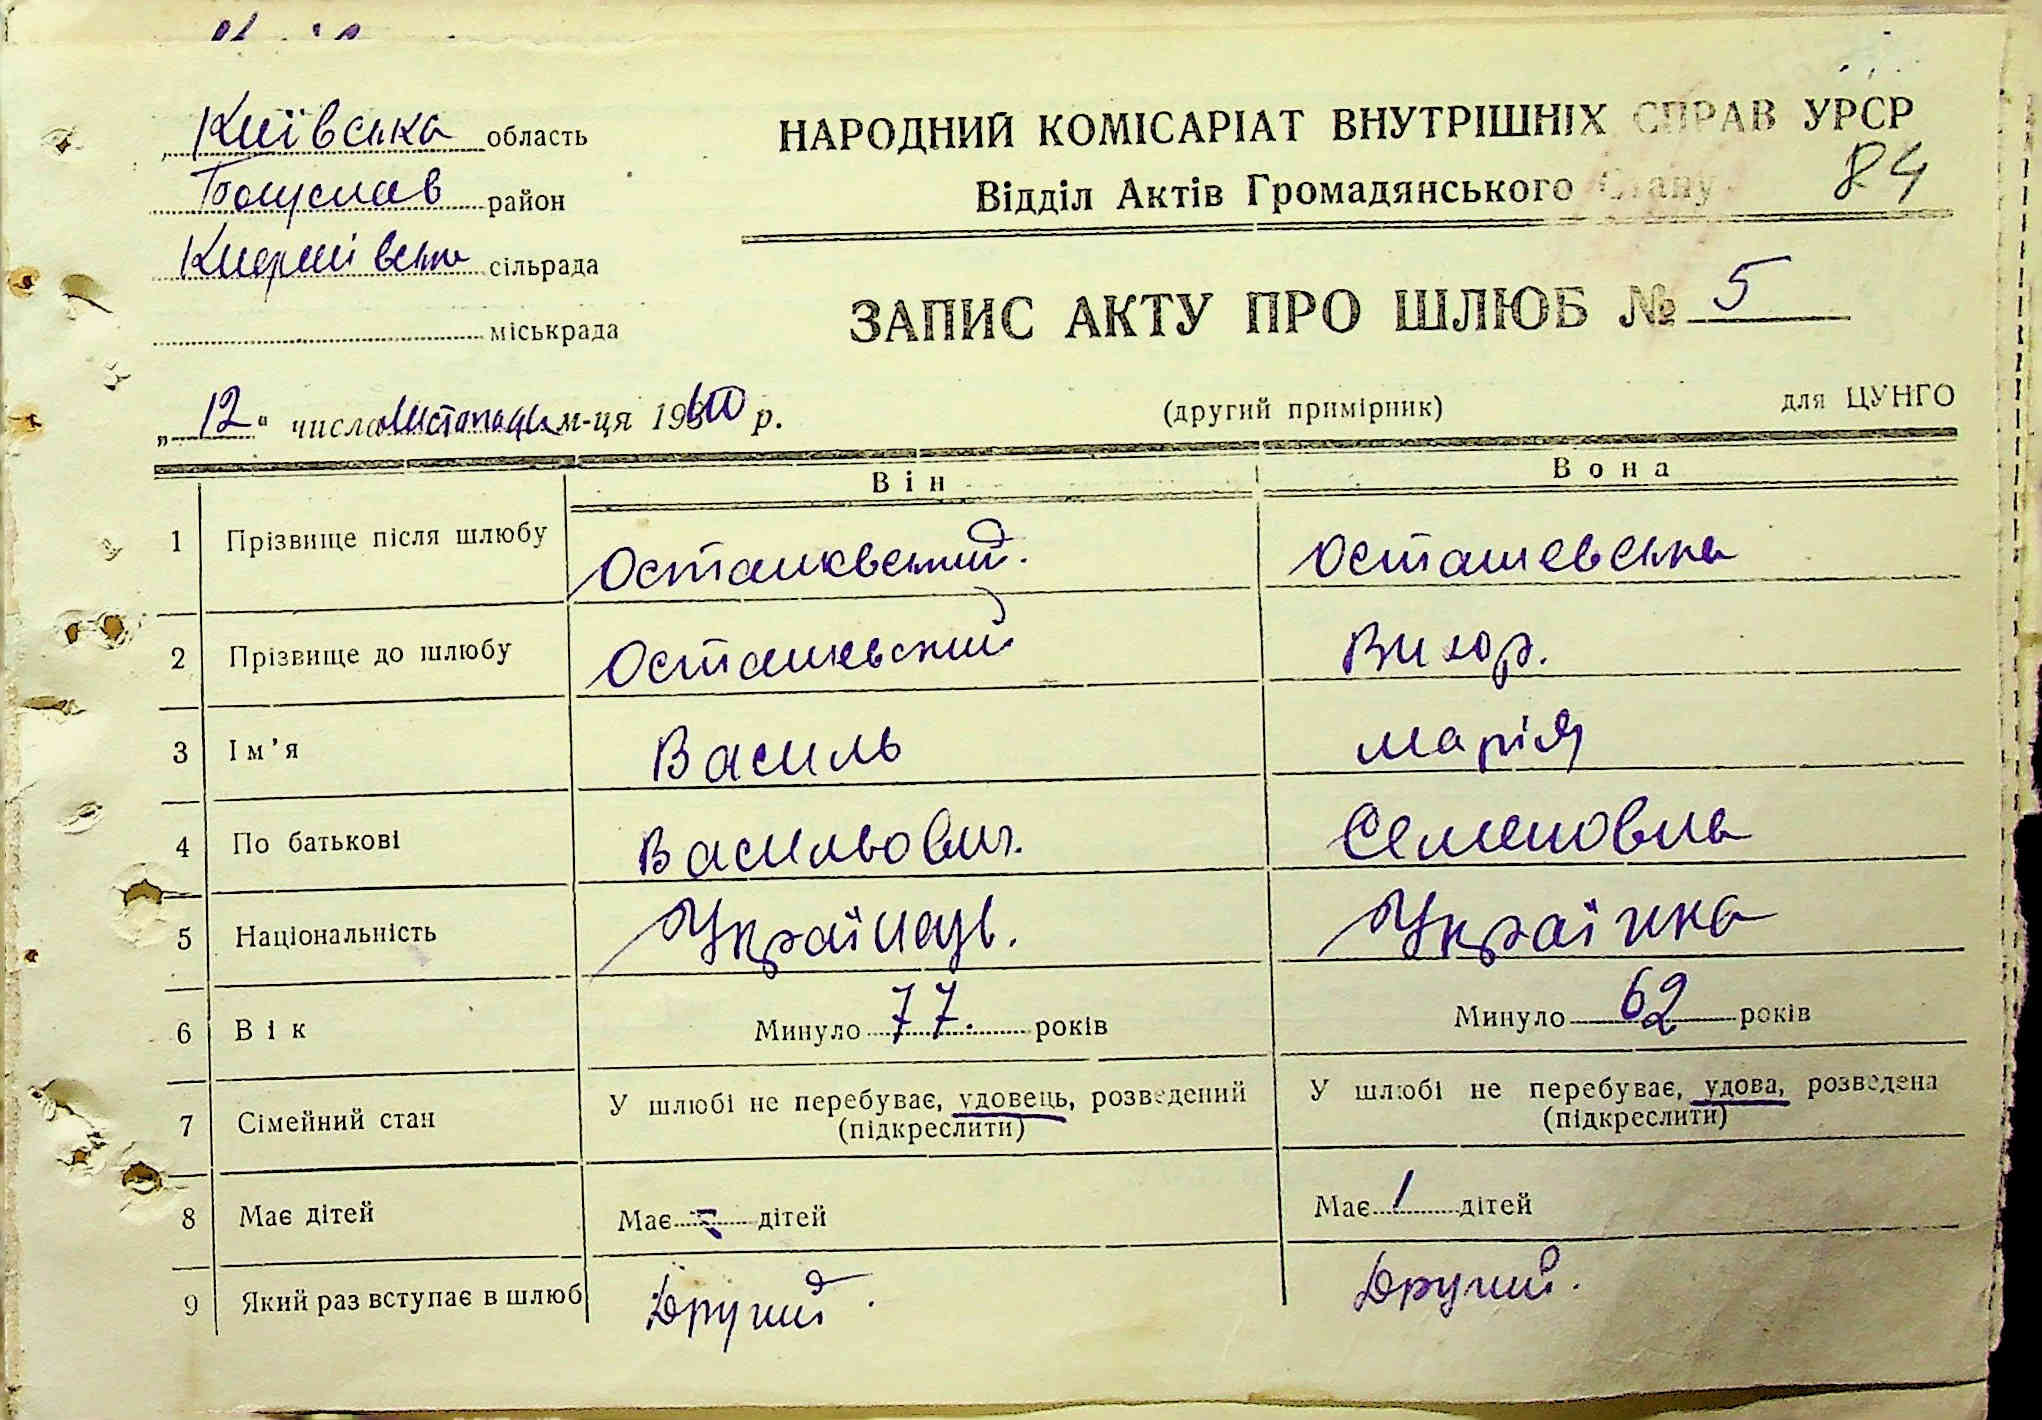 Київська область
НАРОДНИЙ КОМІСАРІАТ ВНУТРІШНІХ СПРАВ УРСР
Богуслав район
Відділ Актів Громадянського Стану
84
сільрада
ЗАПИС АКТУ ПРО ШЛЮБ № 5
міськрада
„12“ числа листопада м-ця 19 р.
(другий примірник)
для ЦУНГО
Він
Вона
1 Прізвище після шлюбу Осташевський. Осташевська
2 Прізвище до шлюбу Осташевский Вихор.
3 Ім’я Василь Марія
4 По батькові Васильович. Семеновна
5 Національність Українець. Українка
6 Вік Минуло 77. років Минуло 62 років
7 Сімейний стан У шлюбі не перебуває, удовець, розведений У шлюбі не перебуває, удова, розведена
(підкреслити) (підкреслити)
8 Має дітей Має дітей Має 1 дітей
9 Який раз вступає в шлюб Другий. Другий.